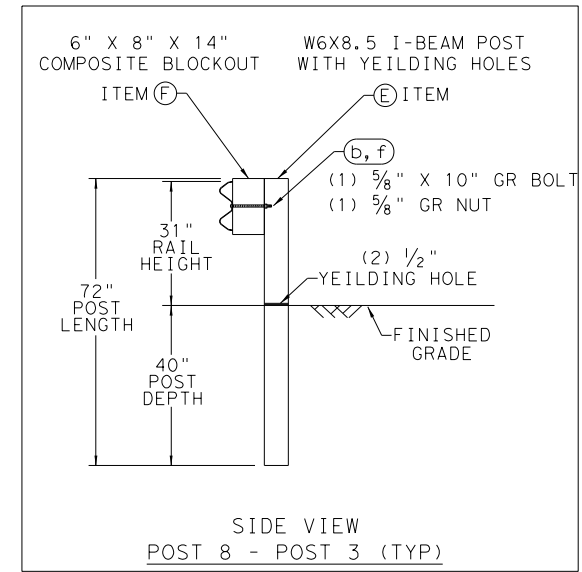 6" X 8" X 14"
COMPOSITE BLOCKOUT
ITEM F
W6X8.5 I-BEAM POST
WITH YEILDING HOLES
E ITEM
b, f
(1) 5/8" X 10" GR BOLT
(1) 5/8" GR NUT
31"
RAIL
HEIGHT
(2) 1/2"
YEILDING HOLE
72"
POST
LENGTH
FINISHED
GRADE
40"
POST
DEPTH
SIDE VIEW
POST 8 - POST 3 (TYP)